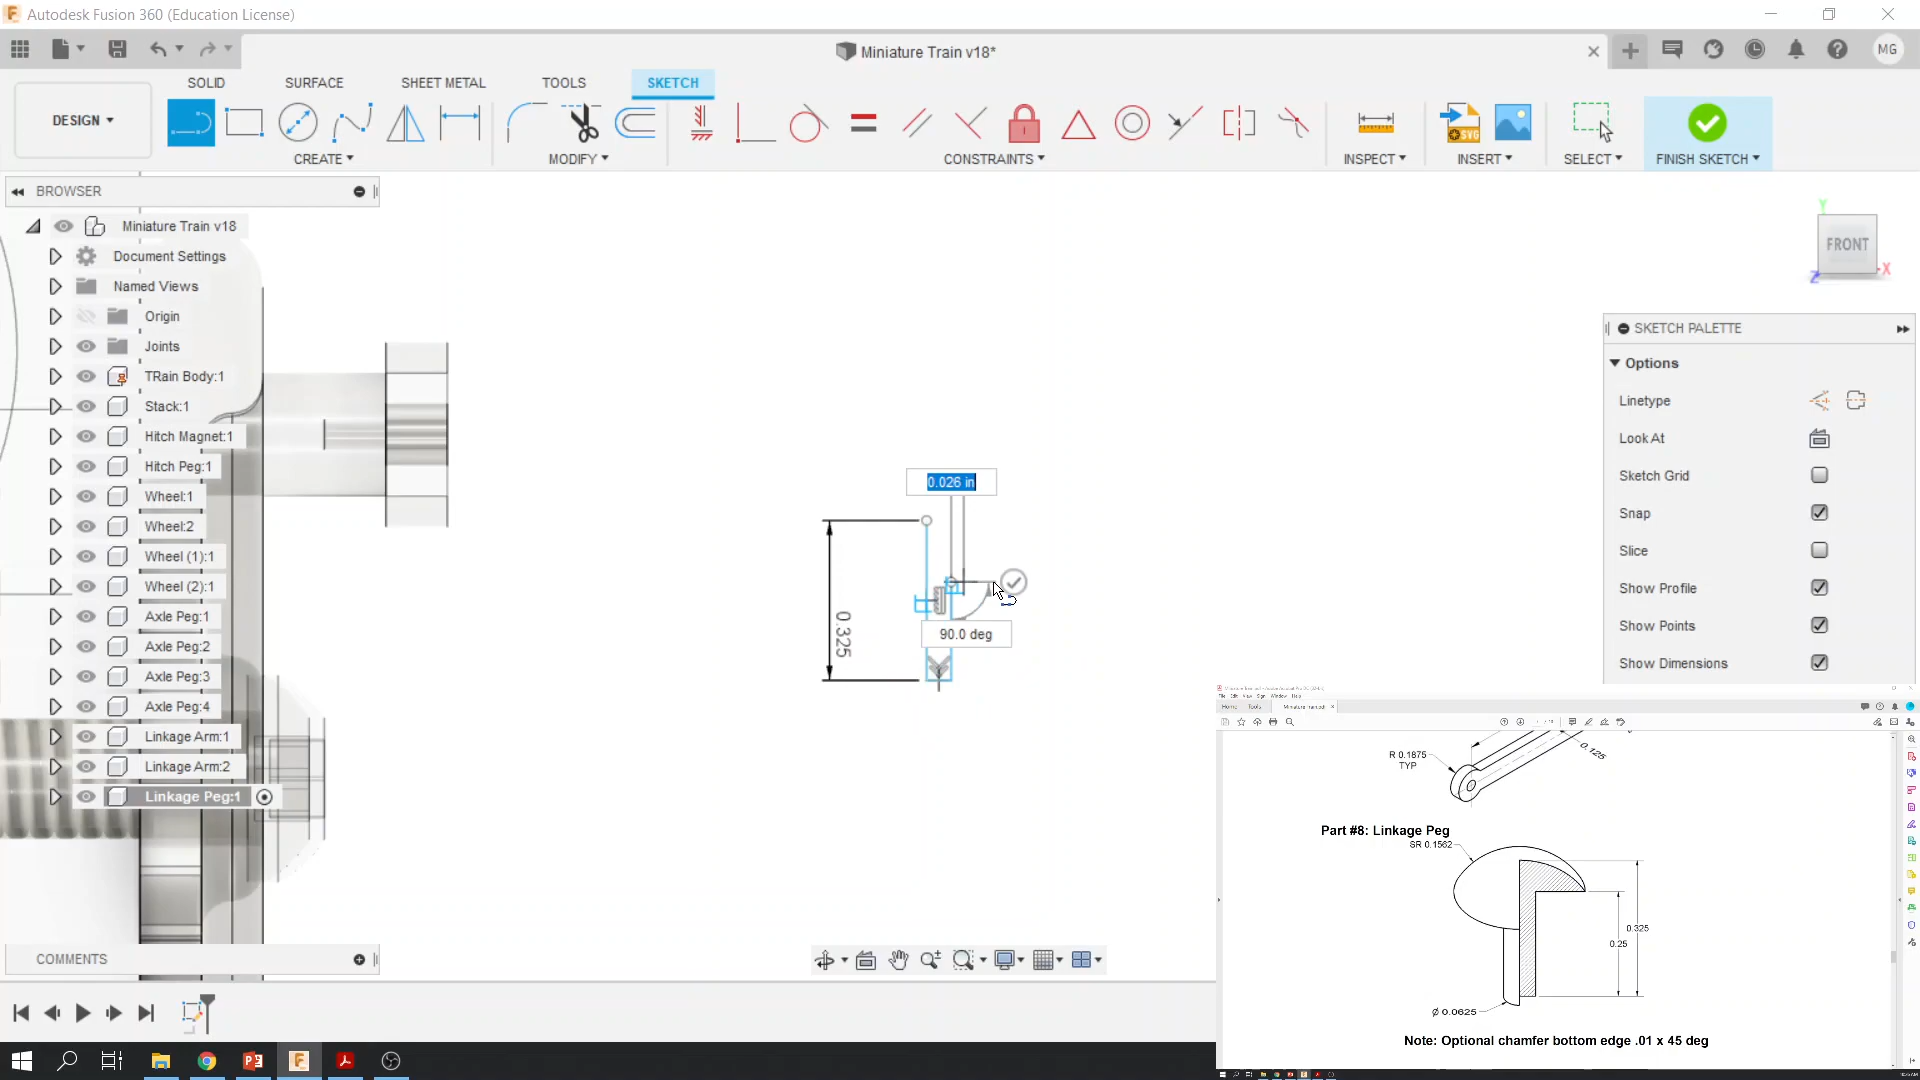 Autodesk Fusion 360 (Education License)
Miniature Train v18*
MG
SOLID SURFACE SHEET METAL TOOLS SKETCH
DESIGN
CREATE MODIFY CONSTRAINTS INSPECT INSERT SELECT FINISH SKETCH
BROWSER
Miniature Train v18
Document Settings
Named Views
Origin
Joints
TRain Body:1
Stack:1
Hitch Magnet:1
Hitch Peg:1
Wheel:1
Wheel:2
Wheel (1):1
Wheel (2):1
Axle Peg:1
Axle Peg:2
Axle Peg:3
Axle Peg:4
Linkage Arm:1
Linkage Arm:2
Linkage Peg:1
COMMENTS
0.026 in
0.325
90.0 deg
Y
FRONT
X
Z
SKETCH PALETTE
Options
Linetype
Look At
Sketch Grid
Snap
Slice
Show Profile
Show Points
Show Dimensions
Home Tools
R 0.1875
TYP
0.125
Part #8: Linkage Peg
SR 0.1562
0.325
0.25
Ø 0.0625
Note: Optional chamfer bottom edge .01 x 45 deg